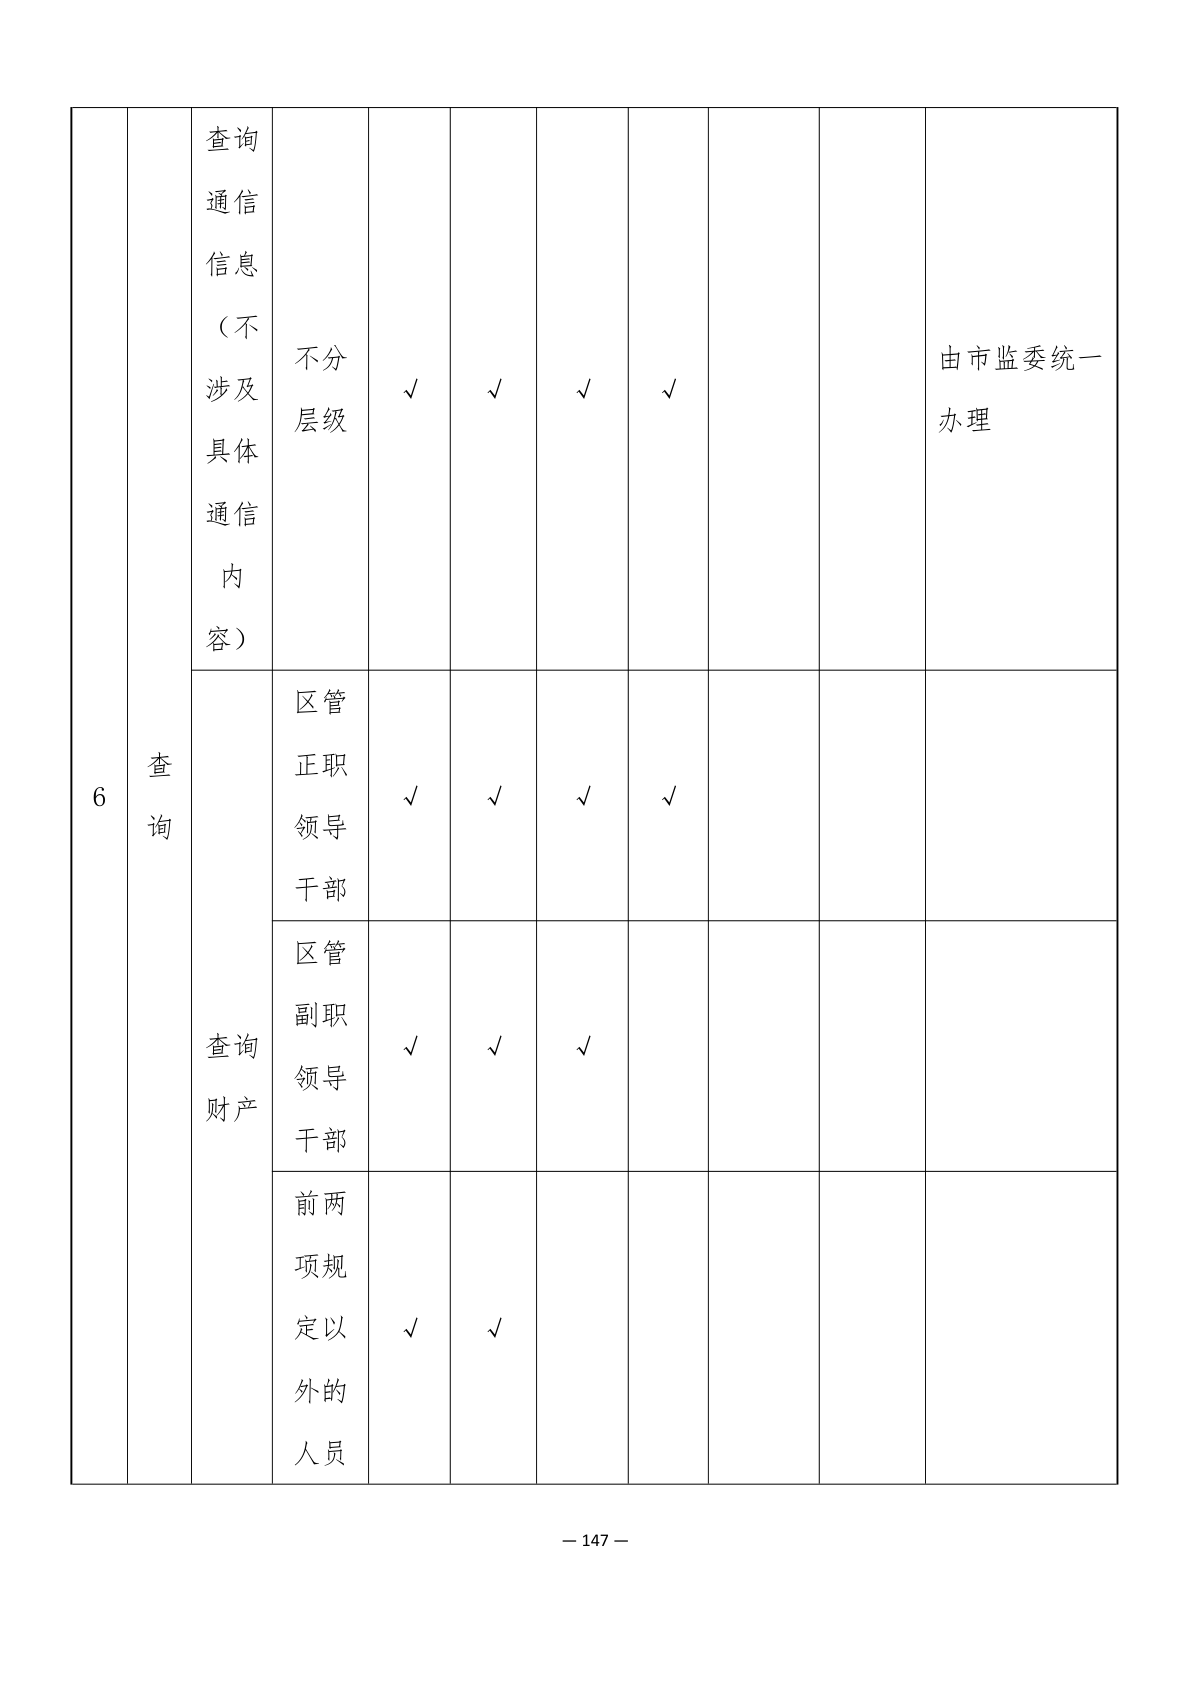 查询
通信
信息
（不
涉及
具体
通信
内
容）
不分
层级
√ √ √ √
由市监委统一
办理
6
查
询
查询
财产
区管
正职
领导
干部
√ √ √ √
区管
副职
领导
干部
√ √ √
前两
项规
定以
外的
人员
√ √
— 147 —